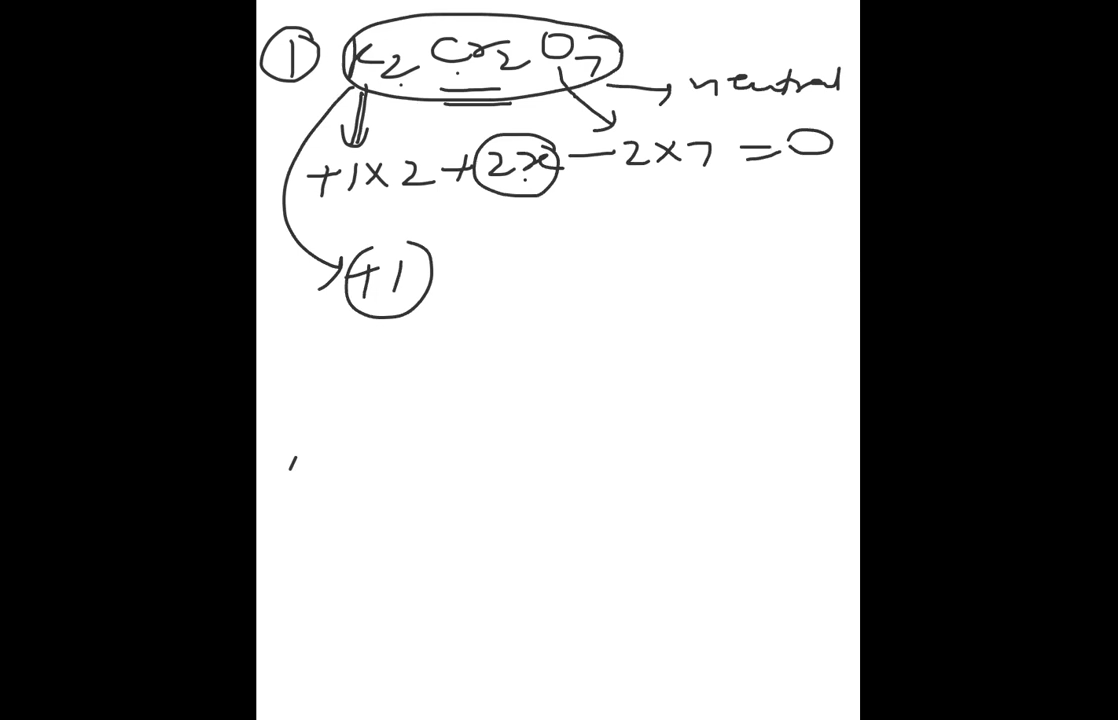 ① K₂Cr₂O₇ → neutral
+1×2+2x-2×7=0
+1